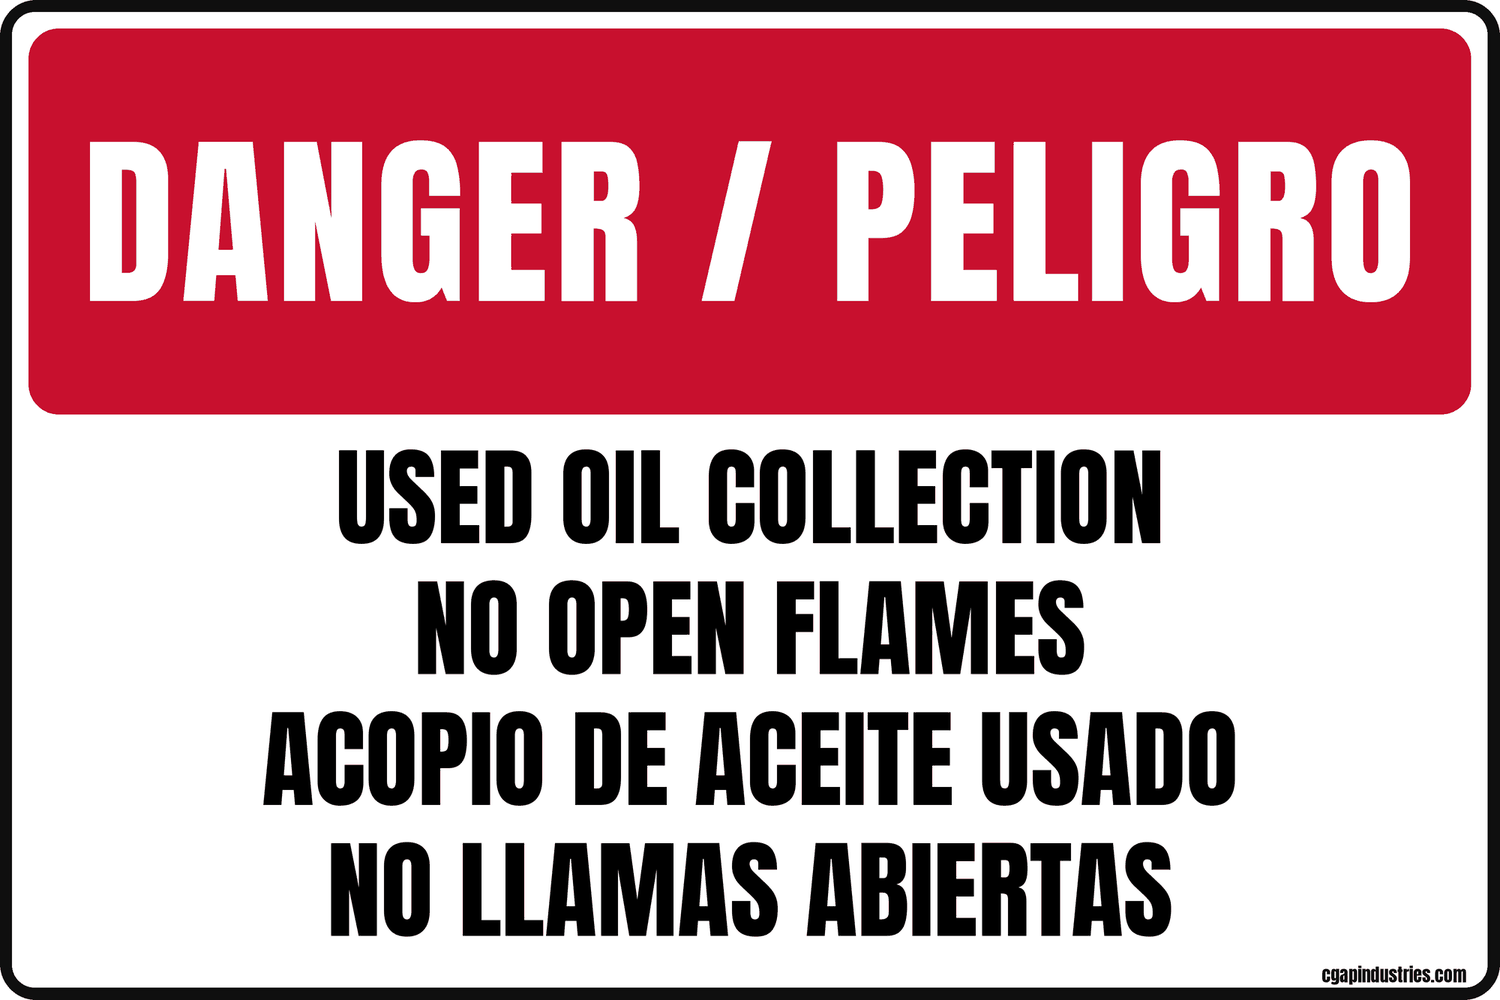 DANGER / PELIGRO
USED OIL COLLECTION
NO OPEN FLAMES
ACOPIO DE ACEITE USADO
NO LLAMAS ABIERTAS
cgapindustries.com